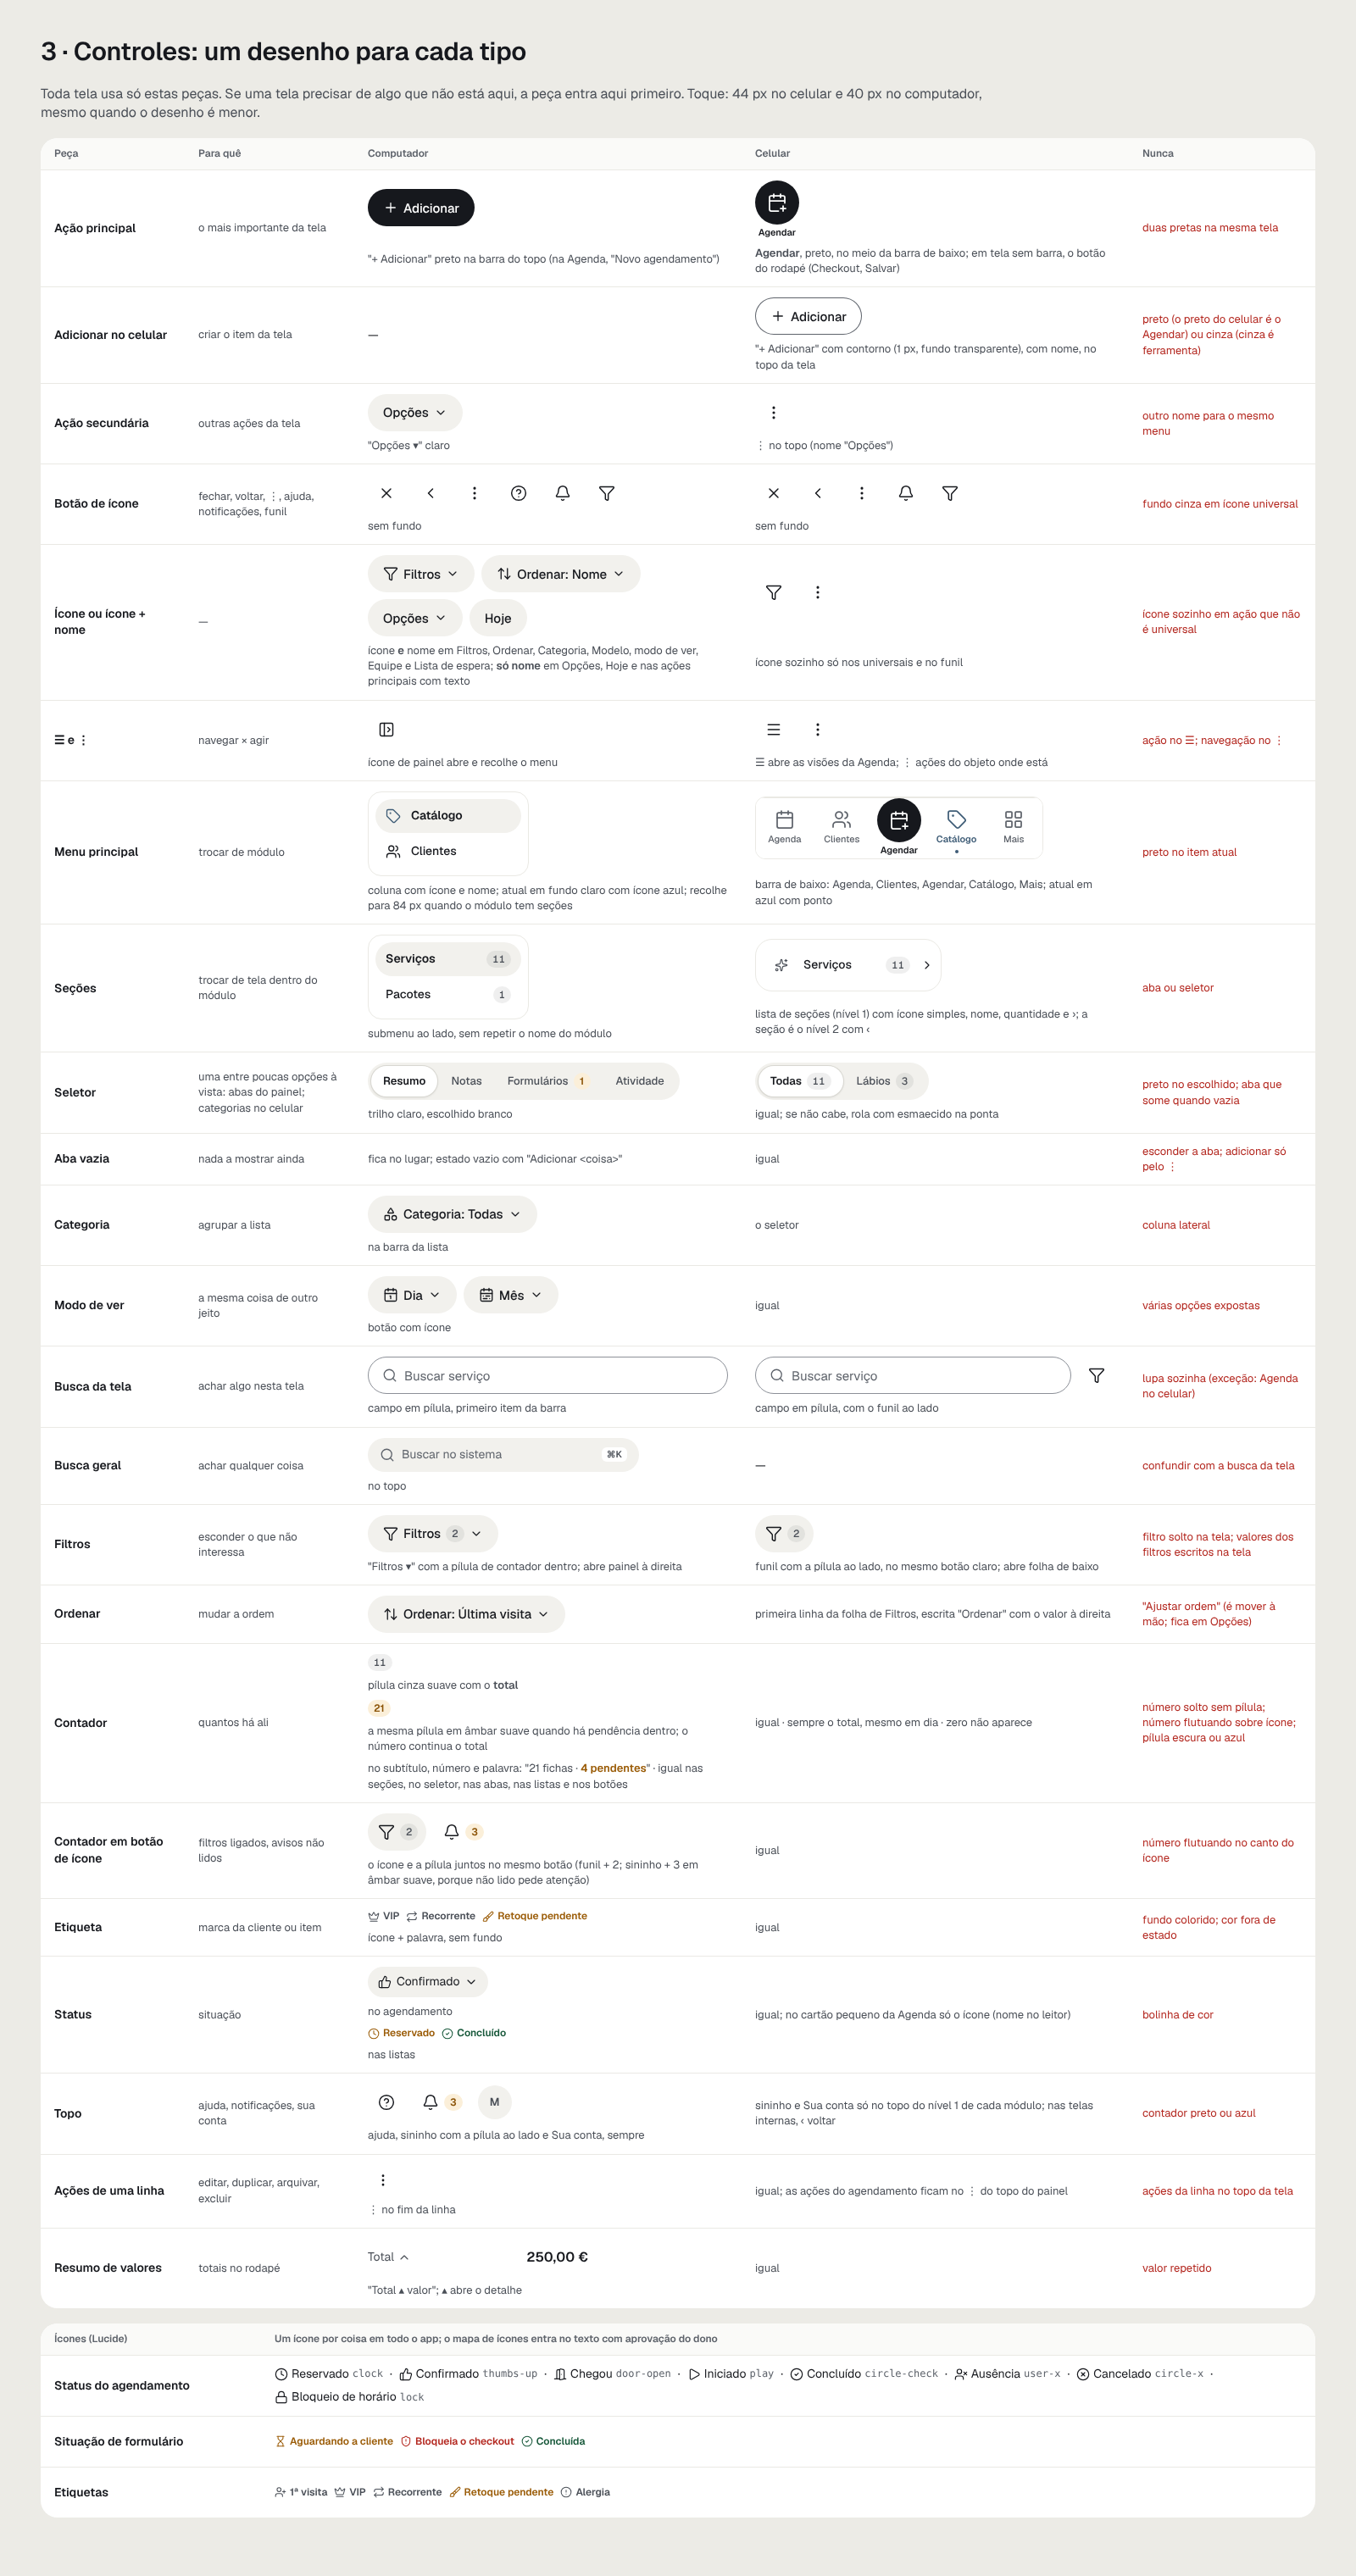 3 · Controles: um desenho para cada tipo
Toda tela usa só estas peças. Se uma tela precisar de algo que não está aqui, a peça entra aqui primeiro. Toque: 44 px no celular e 40 px no computador,
mesmo quando o desenho é menor.
Peça
Para quê
Computador
Celular
Nunca
Ação principal
o mais importante da tela
Adicionar
"+ Adicionar" preto na barra do topo (na Agenda, "Novo agendamento")
Agendar
Agendar, preto, no meio da barra de baixo; em tela sem barra, o botão
do rodapé (Checkout, Salvar)
duas pretas na mesma tela
Adicionar no celular
criar o item da tela
—
Adicionar
"+ Adicionar" com contorno (1 px, fundo transparente), com nome, no
topo da tela
preto (o preto do celular é o
Agendar) ou cinza (cinza é
ferramenta)
Ação secundária
outras ações da tela
Opções
"Opções ▾" claro
⋮ no topo (nome "Opções")
outro nome para o mesmo
menu
Botão de ícone
fechar, voltar, ⋮, ajuda,
notificações, funil
sem fundo
sem fundo
fundo cinza em ícone universal
Ícone ou ícone +
nome
—
Filtros
Ordenar: Nome
Opções
Hoje
ícone e nome em Filtros, Ordenar, Categoria, Modelo, modo de ver,
Equipe e Lista de espera; só nome em Opções, Hoje e nas ações
principais com texto
ícone sozinho só nos universais e no funil
ícone sozinho em ação que não
é universal
☰ e ⋮
navegar × agir
ícone de painel abre e recolhe o menu
☰ abre as visões da Agenda; ⋮ ações do objeto onde está
ação no ☰; navegação no ⋮
Menu principal
trocar de módulo
Catálogo
Clientes
coluna com ícone e nome; atual em fundo claro com ícone azul; recolhe
para 84 px quando o módulo tem seções
Agenda
Clientes
Agendar
Catálogo
Mais
barra de baixo: Agenda, Clientes, Agendar, Catálogo, Mais; atual em
azul com ponto
preto no item atual
Seções
trocar de tela dentro do
módulo
Serviços 11
Pacotes 1
submenu ao lado, sem repetir o nome do módulo
Serviços 11 ›
lista de seções (nível 1) com ícone simples, nome, quantidade e ›; a
seção é o nível 2 com ‹
aba ou seletor
Seletor
uma entre poucas opções à
vista: abas do painel;
categorias no celular
Resumo Notas Formulários 1 Atividade
trilho claro, escolhido branco
Todas 11 Lábios 3
igual; se não cabe, rola com esmaecido na ponta
preto no escolhido; aba que
some quando vazia
Aba vazia
nada a mostrar ainda
fica no lugar; estado vazio com "Adicionar <coisa>"
igual
esconder a aba; adicionar só
pelo ⋮
Categoria
agrupar a lista
Categoria: Todas
na barra da lista
o seletor
coluna lateral
Modo de ver
a mesma coisa de outro
jeito
Dia
Mês
botão com ícone
igual
várias opções expostas
Busca da tela
achar algo nesta tela
Buscar serviço
campo em pílula, primeiro item da barra
Buscar serviço
campo em pílula, com o funil ao lado
lupa sozinha (exceção: Agenda
no celular)
Busca geral
achar qualquer coisa
Buscar no sistema ⌘K
no topo
—
confundir com a busca da tela
Filtros
esconder o que não
interessa
Filtros 2
"Filtros ▾" com a pílula de contador dentro; abre painel à direita
2
funil com a pílula ao lado, no mesmo botão claro; abre folha de baixo
filtro solto na tela; valores dos
filtros escritos na tela
Ordenar
mudar a ordem
Ordenar: Última visita
primeira linha da folha de Filtros, escrita "Ordenar" com o valor à direita
"Ajustar ordem" (é mover à
mão; fica em Opções)
Contador
quantos há ali
11
pílula cinza suave com o total
21
a mesma pílula em âmbar suave quando há pendência dentro; o
número continua o total
no subtítulo, número e palavra: "21 fichas · 4 pendentes" · igual nas
seções, no seletor, nas abas, nas listas e nos botões
igual · sempre o total, mesmo em dia · zero não aparece
número solto sem pílula;
número flutuando sobre ícone;
pílula escura ou azul
Contador em botão
de ícone
filtros ligados, avisos não
lidos
2
3
o ícone e a pílula juntos no mesmo botão (funil + 2; sininho + 3 em
âmbar suave, porque não lido pede atenção)
igual
número flutuando no canto do
ícone
Etiqueta
marca da cliente ou item
VIP Recorrente Retoque pendente
ícone + palavra, sem fundo
igual
fundo colorido; cor fora de
estado
Status
situação
Confirmado
no agendamento
Reservado Concluído
nas listas
igual; no cartão pequeno da Agenda só o ícone (nome no leitor)
bolinha de cor
Topo
ajuda, notificações, sua
conta
3
M
ajuda, sininho com a pílula ao lado e Sua conta, sempre
sininho e Sua conta só no topo do nível 1 de cada módulo; nas telas
internas, ‹ voltar
contador preto ou azul
Ações de uma linha
editar, duplicar, arquivar,
excluir
⋮ no fim da linha
igual; as ações do agendamento ficam no ⋮ do topo do painel
ações da linha no topo da tela
Resumo de valores
totais no rodapé
Total 250,00 €
"Total ▴ valor"; ▴ abre o detalhe
igual
valor repetido
Ícones (Lucide)
Um ícone por coisa em todo o app; o mapa de ícones entra no texto com aprovação do dono
Status do agendamento
Reservado clock · Confirmado thumbs-up · Chegou door-open · Iniciado play · Concluído circle-check · Ausência user-x · Cancelado circle-x ·
Bloqueio de horário lock
Situação de formulário
Aguardando a cliente Bloqueia o checkout Concluída
Etiquetas
1ª visita VIP Recorrente Retoque pendente Alergia